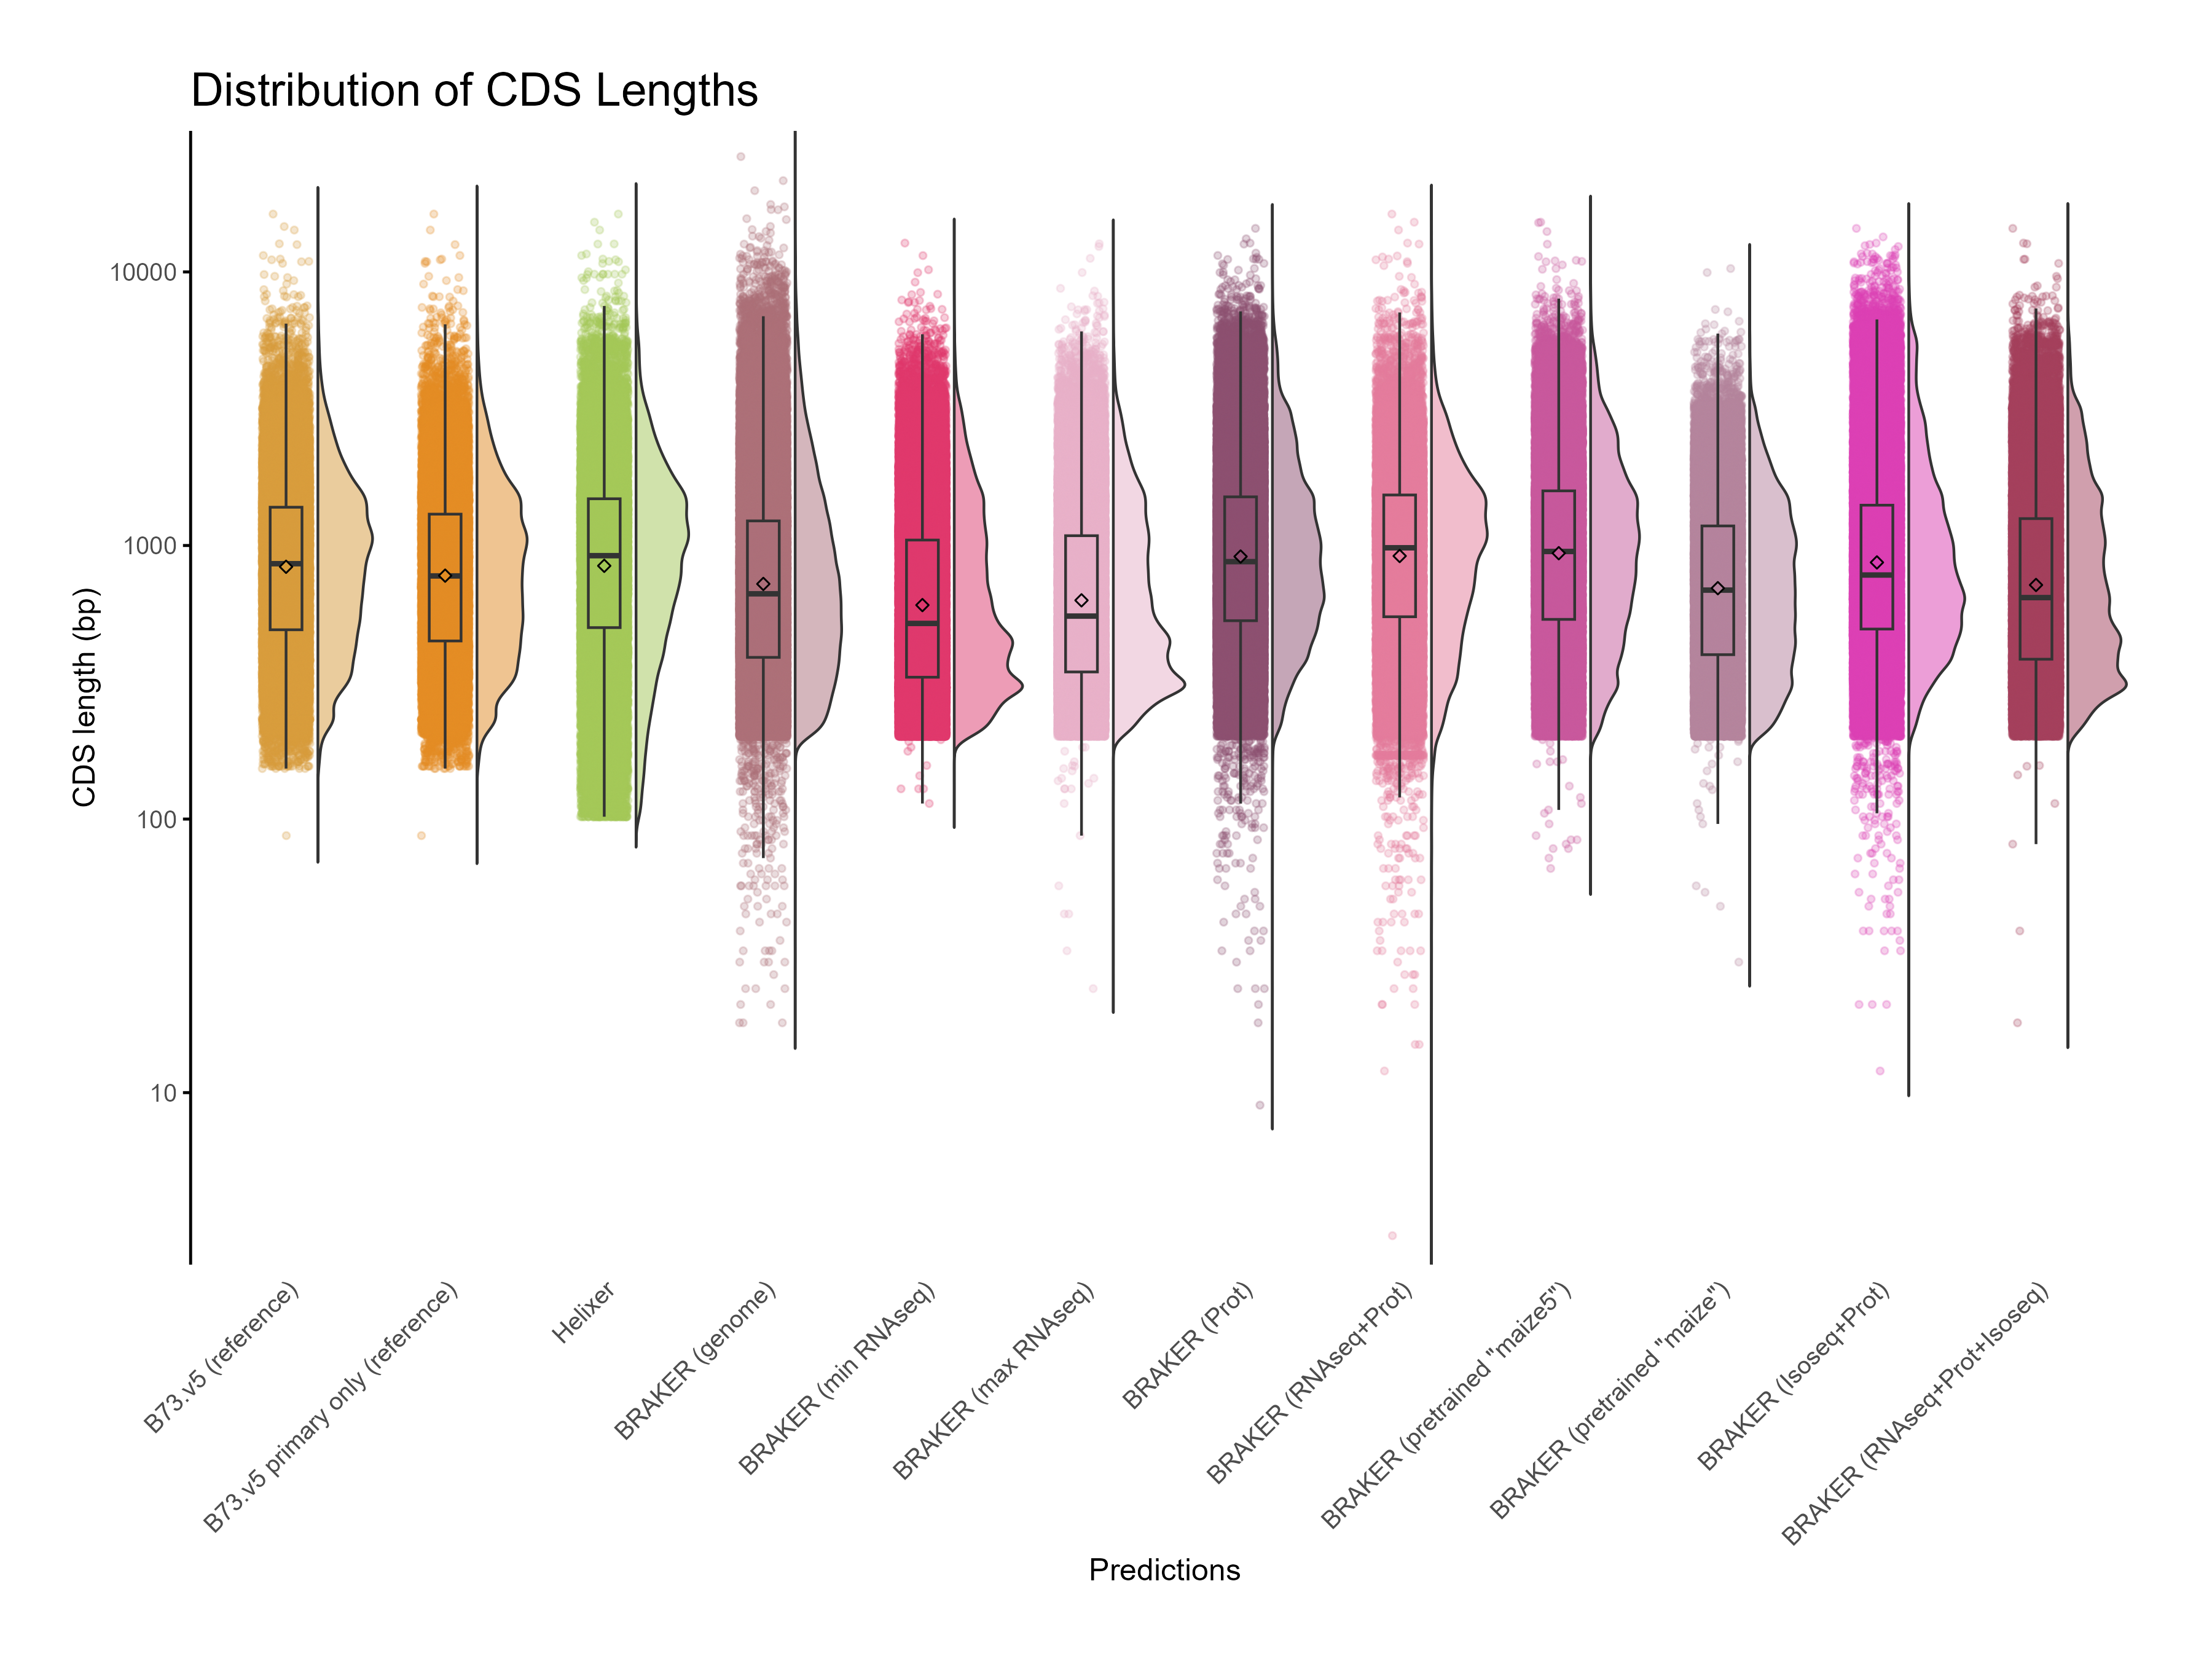 Distribution of CDS Lengths
CDS length (bp)
10000
1000
100
10
B73.v5 (reference)
B73.v5 primary only (reference)
Helixer
BRAKER (genome)
BRAKER (min RNAseq)
BRAKER (max RNAseq)
BRAKER (Prot)
BRAKER (RNAseq+Prot)
BRAKER (pretrained "maize5")
BRAKER (pretrained "maize")
BRAKER (Isoseq+Prot)
BRAKER (RNAseq+Prot+Isoseq)
Predictions